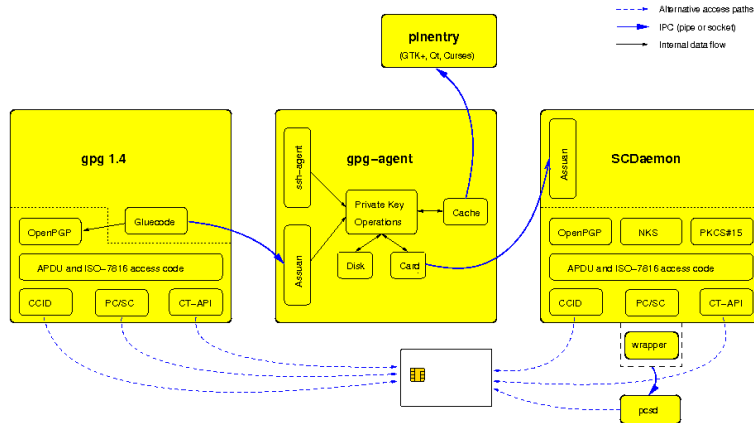 Alternative access paths
IPC (pipe or socket)
Internal data flow
pinentry
(GTK+, Qt, Curses)
gpg 1.4
OpenPGP
Gluecode
APDU and ISO-7816 access code
CCID
PC/SC
CT-API
gpg-agent
ssh-agent
Assuan
Private Key
Operations
Cache
Disk
Card
SCDaemon
Assuan
OpenPGP
NKS
PKCS#15
APDU and ISO-7816 access code
CCID
PC/SC
CT-API
wrapper
pcsd